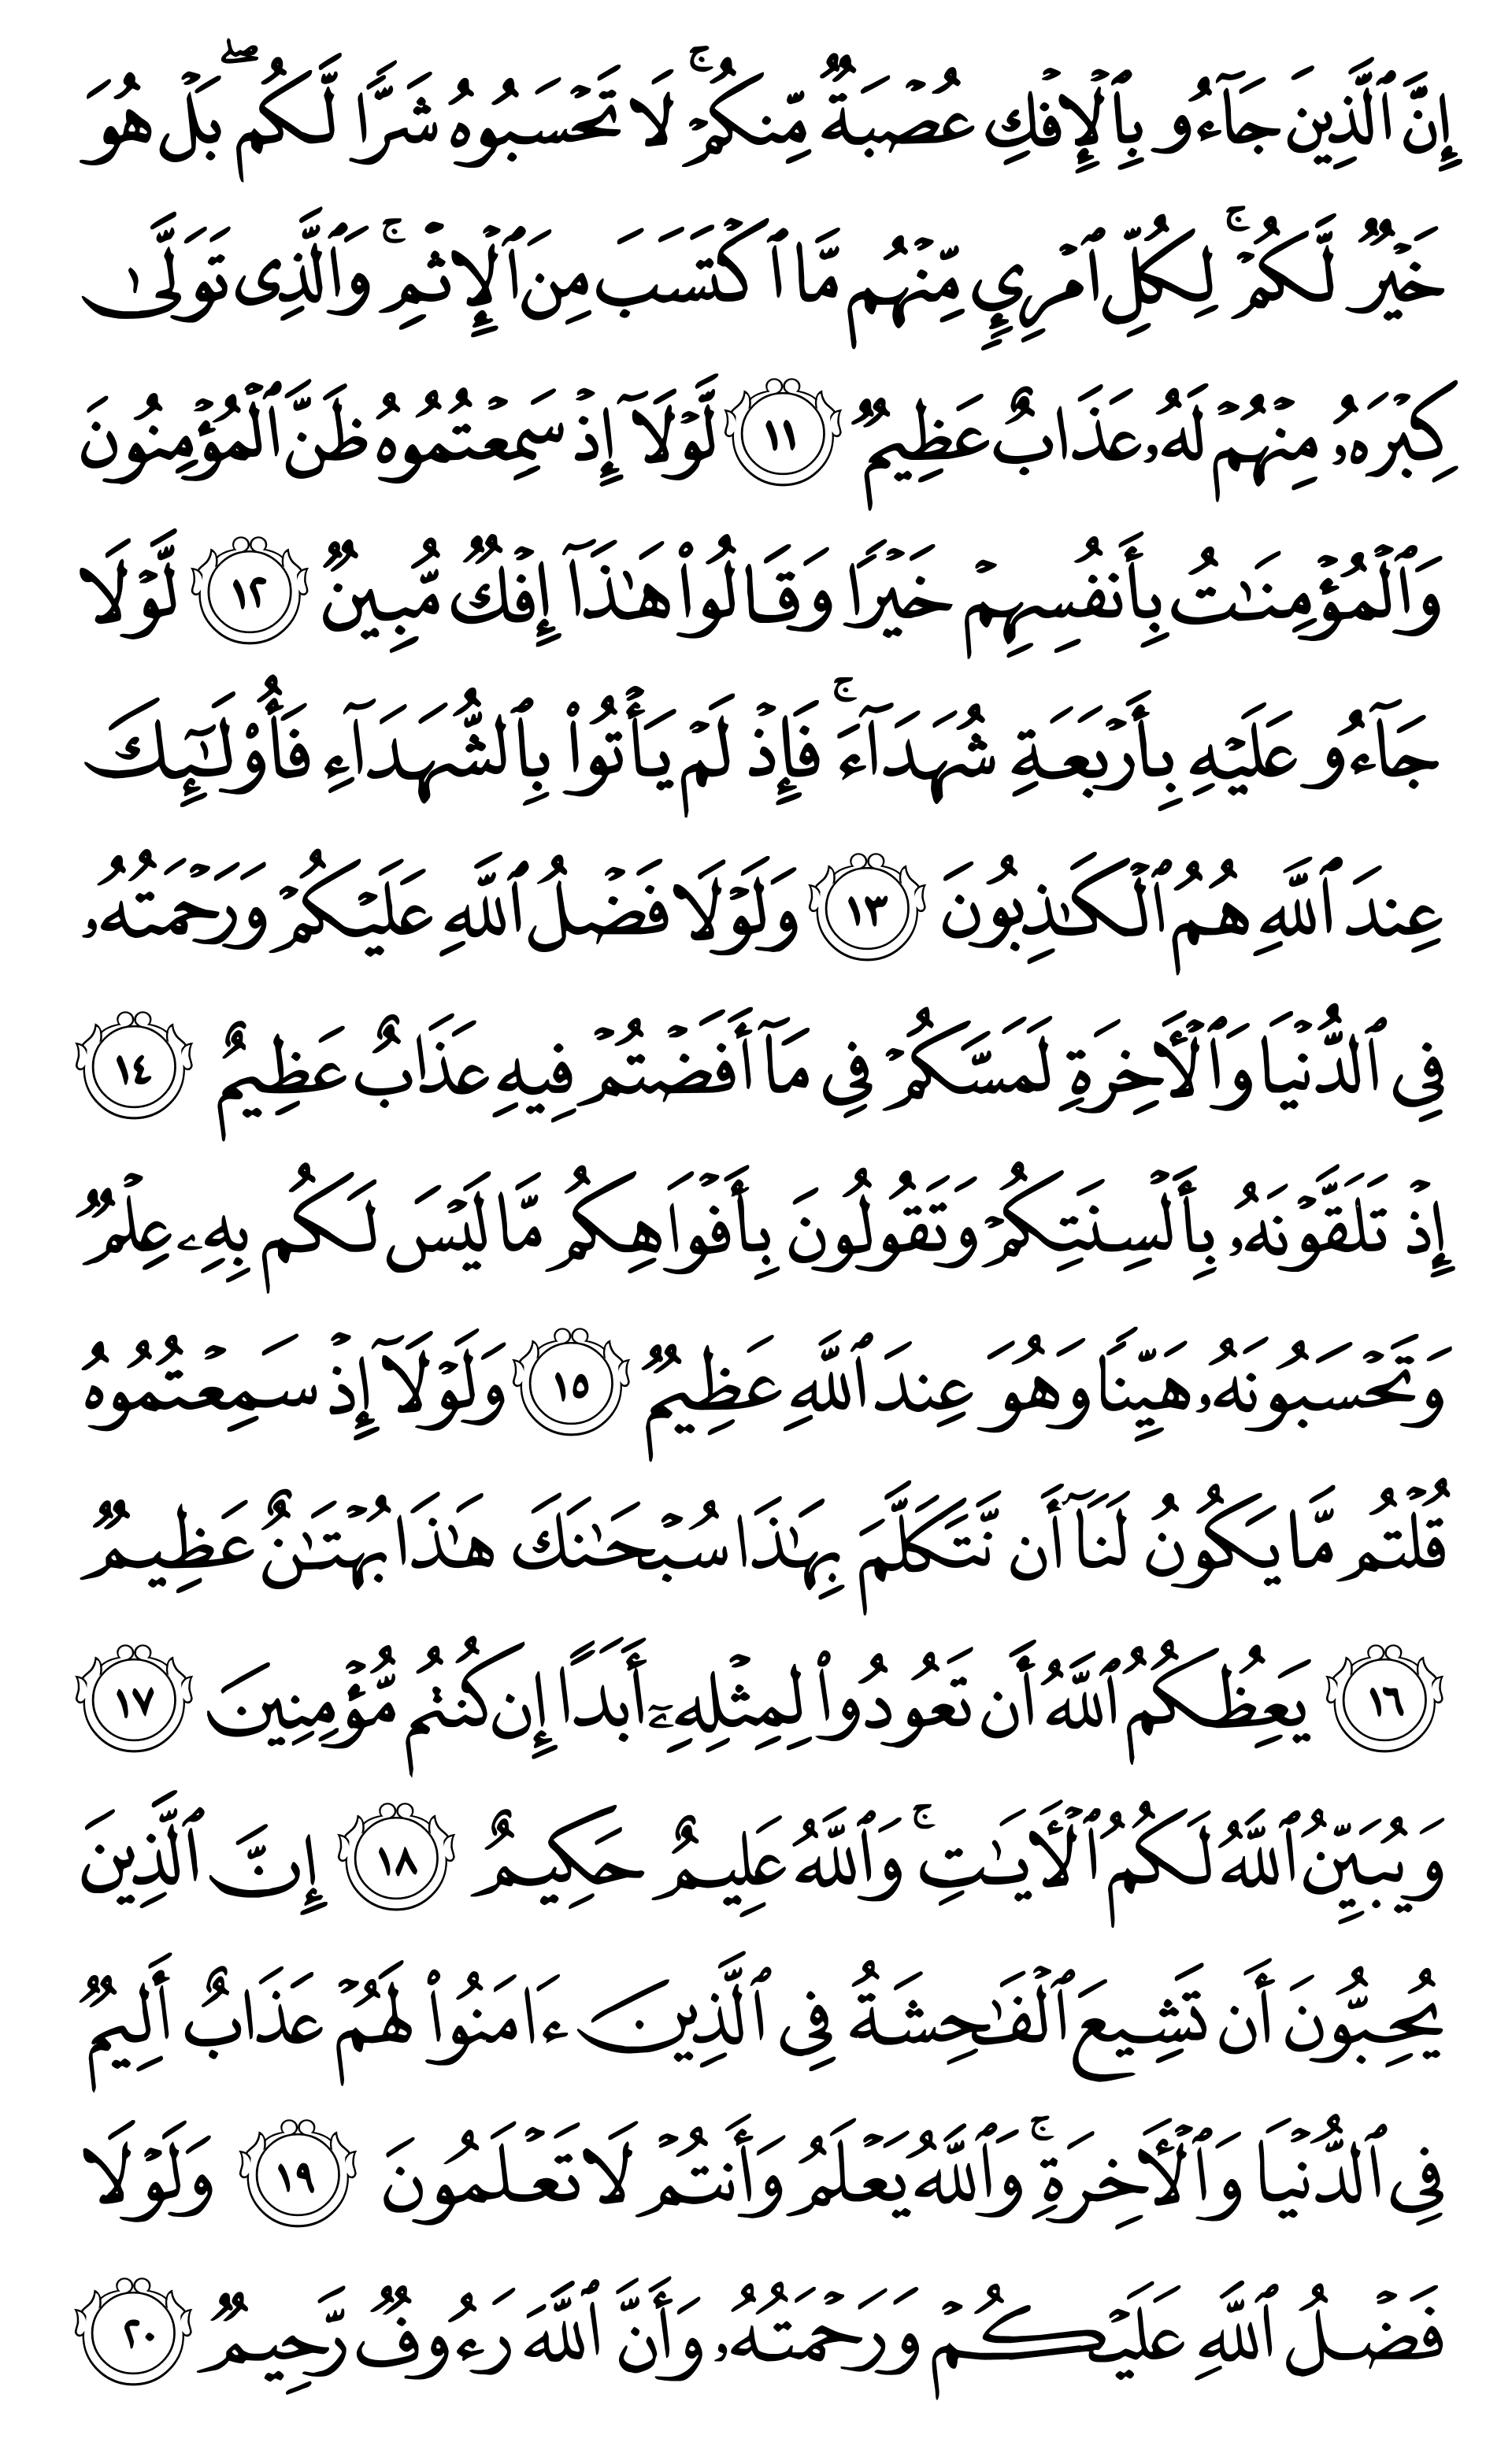 إِنَّ ٱلَّذِينَ جَآءُو بِٱلْإِفْكِ عُصْبَةٌ مِّنكُمْ ۚ لَا تَحْسَبُوهُ شَرًّا لَّكُم ۖ بَلْ هُوَ
خَيْرٌ لَّكُمْ ۚ لِكُلِّ ٱمْرِئٍ مِّنْهُم مَّا ٱكْتَسَبَ مِنَ ٱلْإِثْمِ ۚ وَٱلَّذِى تَوَلَّىٰ
كِبْرَهُۥ مِنْهُمْ لَهُۥ عَذَابٌ عَظِيمٌ ١١ لَّوْلَآ إِذْ سَمِعْتُمُوهُ ظَنَّ ٱلْمُؤْمِنُونَ
وَٱلْمُؤْمِنَـٰتُ بِأَنفُسِهِمْ خَيْرًا وَقَالُوا۟ هَـٰذَآ إِفْكٌ مُّبِينٌ ١٢ لَّوْلَا
جَآءُو عَلَيْهِ بِأَرْبَعَةِ شُهَدَآءَ ۚ فَإِذْ لَمْ يَأْتُوا۟ بِٱلشُّهَدَآءِ فَأُو۟لَـٰٓئِكَ
عِندَ ٱللَّهِ هُمُ ٱلْكَـٰذِبُونَ ١٣ وَلَوْلَا فَضْلُ ٱللَّهِ عَلَيْكُمْ وَرَحْمَتُهُۥ
فِى ٱلدُّنْيَا وَٱلْـَٔاخِرَةِ لَمَسَّكُمْ فِى مَآ أَفَضْتُمْ فِيهِ عَذَابٌ عَظِيمٌ ١٤
إِذْ تَلَقَّوْنَهُۥ بِأَلْسِنَتِكُمْ وَتَقُولُونَ بِأَفْوَاهِكُم مَّا لَيْسَ لَكُم بِهِۦ عِلْمٌ
وَتَحْسَبُونَهُۥ هَيِّنًا وَهُوَ عِندَ ٱللَّهِ عَظِيمٌ ١٥ وَلَوْلَآ إِذْ سَمِعْتُمُوهُ
قُلْتُم مَّا يَكُونُ لَنَآ أَن نَّتَكَلَّمَ بِهَـٰذَا سُبْحَـٰنَكَ هَـٰذَا بُهْتَـٰنٌ عَظِيمٌ
١٦ يَعِظُكُمُ ٱللَّهُ أَن تَعُودُوا۟ لِمِثْلِهِۦٓ أَبَدًا إِن كُنتُم مُّؤْمِنِينَ ١٧
وَيُبَيِّنُ ٱللَّهُ لَكُمُ ٱلْـَٔايَـٰتِ ۚ وَٱللَّهُ عَلِيمٌ حَكِيمٌ ١٨ إِنَّ ٱلَّذِينَ
يُحِبُّونَ أَن تَشِيعَ ٱلْفَـٰحِشَةُ فِى ٱلَّذِينَ ءَامَنُوا۟ لَهُمْ عَذَابٌ أَلِيمٌ
فِى ٱلدُّنْيَا وَٱلْـَٔاخِرَةِ ۚ وَٱللَّهُ يَعْلَمُ وَأَنتُمْ لَا تَعْلَمُونَ ١٩ وَلَوْلَا
فَضْلُ ٱللَّهِ عَلَيْكُمْ وَرَحْمَتُهُۥ وَأَنَّ ٱللَّهَ رَءُوفٌ رَّحِيمٌ ٢٠